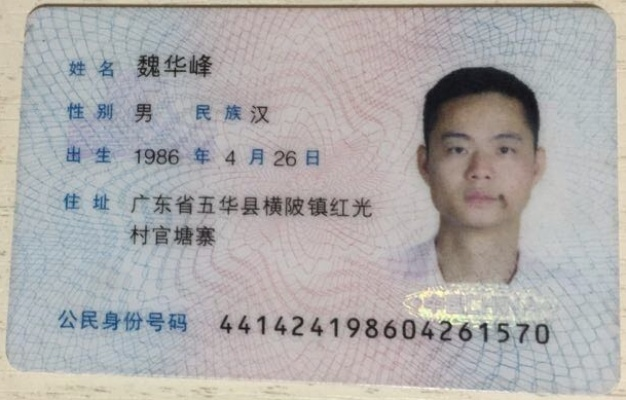 姓名 魏华峰
性别 男 民族 汉
出生 1986 年 4 月 26 日
住址 广东省五华县横陂镇红光
村官塘寨
公民身份号码 441424198604261570